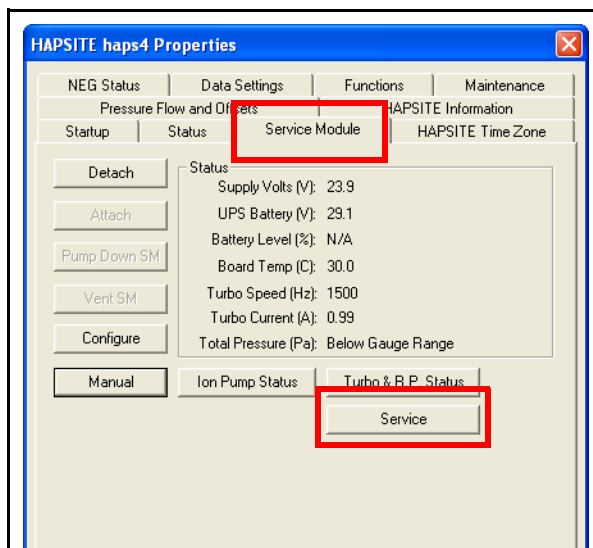 HAPSITE haps4 Properties
NEG Status Data Settings Functions Maintenance
Pressure Flow and Offsets HAPSITE Information
Startup Status Service Module HAPSITE Time Zone
Detach
Attach
Pump Down SM
Vent SM
Configure
Manual
Status
Supply Volts (V): 23.9
UPS Battery (V): 29.1
Battery Level (%): N/A
Board Temp (C): 30.0
Turbo Speed (Hz): 1500
Turbo Current (A): 0.99
Total Pressure (Pa): Below Gauge Range
Ion Pump Status Turbo & R.P. Status
Service